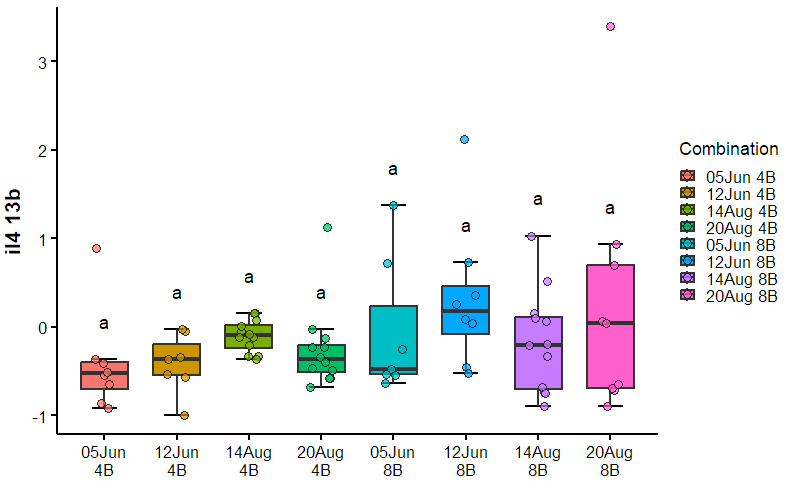 il4 13b
3
2
1
0
-1
a
a
a
a
a
a
a
a
05Jun 4B
12Jun 4B
14Aug 4B
20Aug 4B
05Jun 8B
12Jun 8B
14Aug 8B
20Aug 8B
Combination
05Jun 4B
12Jun 4B
14Aug 4B
20Aug 4B
05Jun 8B
12Jun 8B
14Aug 8B
20Aug 8B